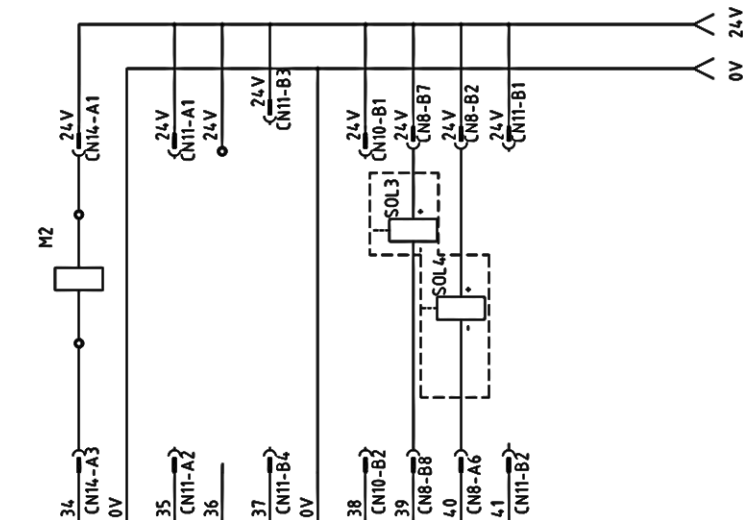 24V
0V
24V
CN14-A1
24V
CN11-A1
24V
24V
CN11-B3
24V
CN10-B1
24V
CN8-B7
24V
CN8-B2
CN11-B1
M2
SOL3
+
SOL4
+
-
34
CN14-A3
0V
35
CN11-A2
36
37
CN11-B4
0V
38
CN10-B2
39
CN8-B8
40
CN8-A6
41
CN11-B2